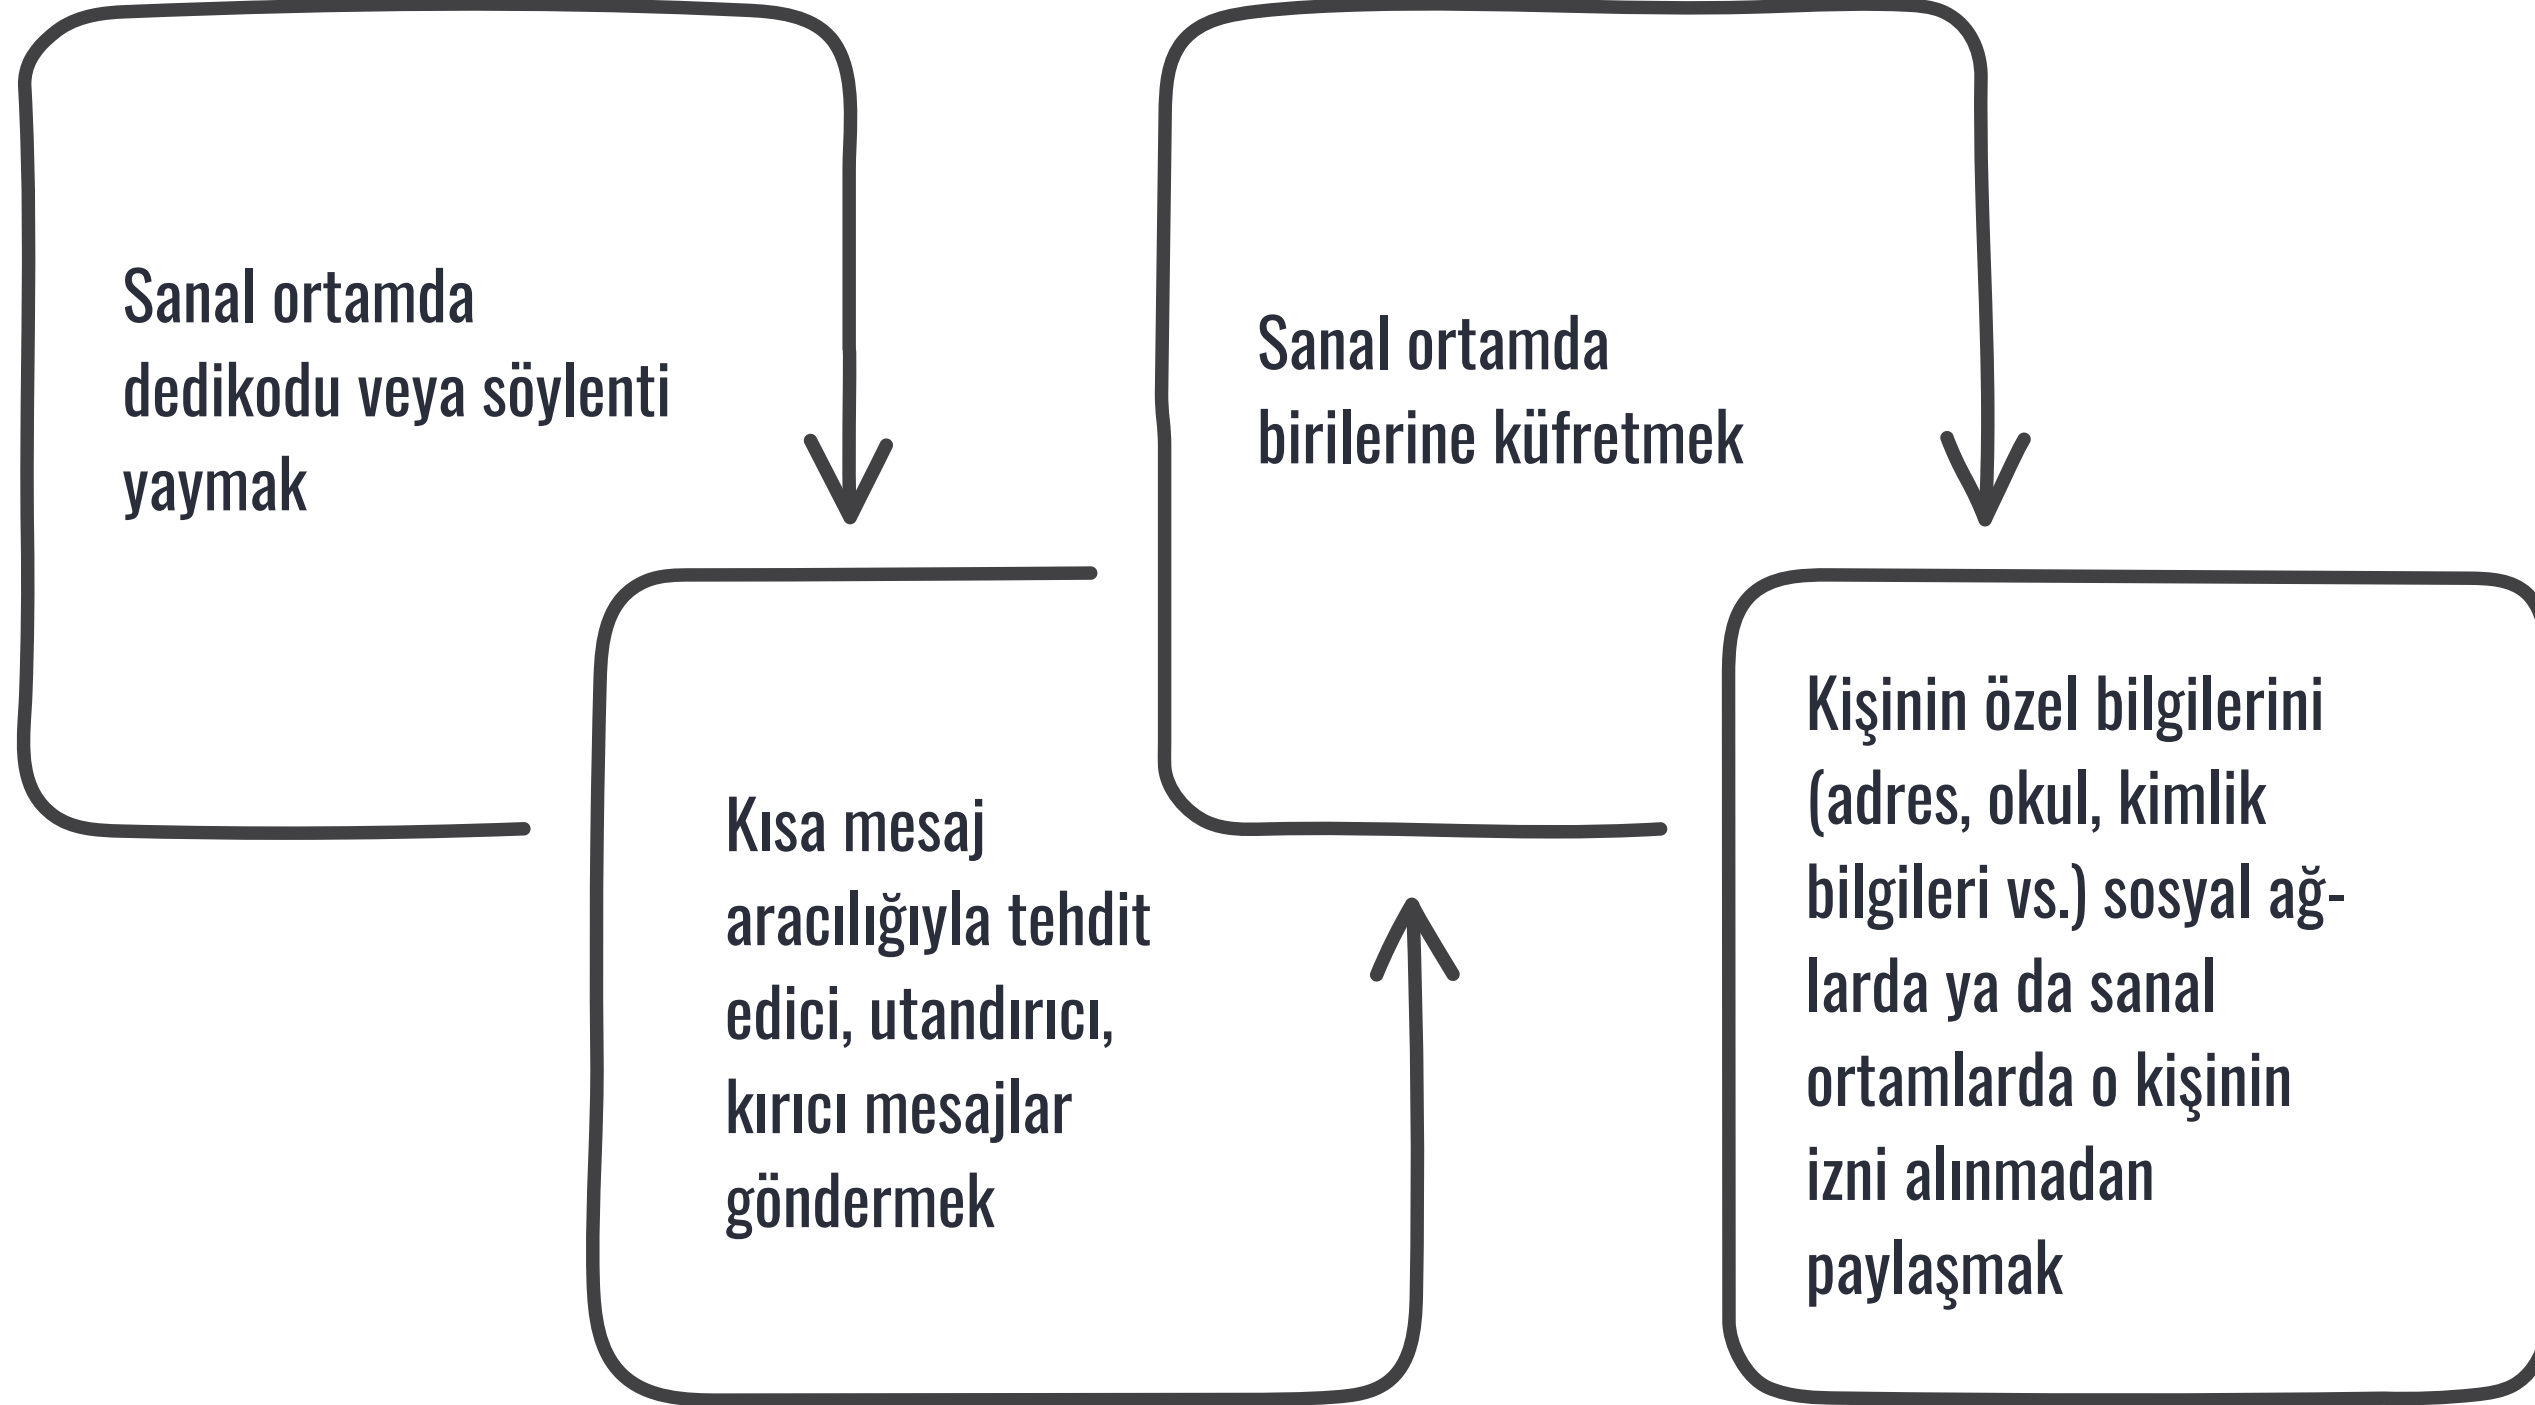 Sanal ortamda
dedikodu veya söylenti
yaymak
Kısa mesaj
aracılığıyla tehdit
edici, utandırıcı,
kırıcı mesajlar
göndermek
Sanal ortamda
birilerine küfretmek
Kişinin özel bilgilerini
(adres, okul, kimlik
bilgileri vs.) sosyal ağ-
larda ya da sanal
ortamlarda o kişinin
izni alınmadan
paylaşmak